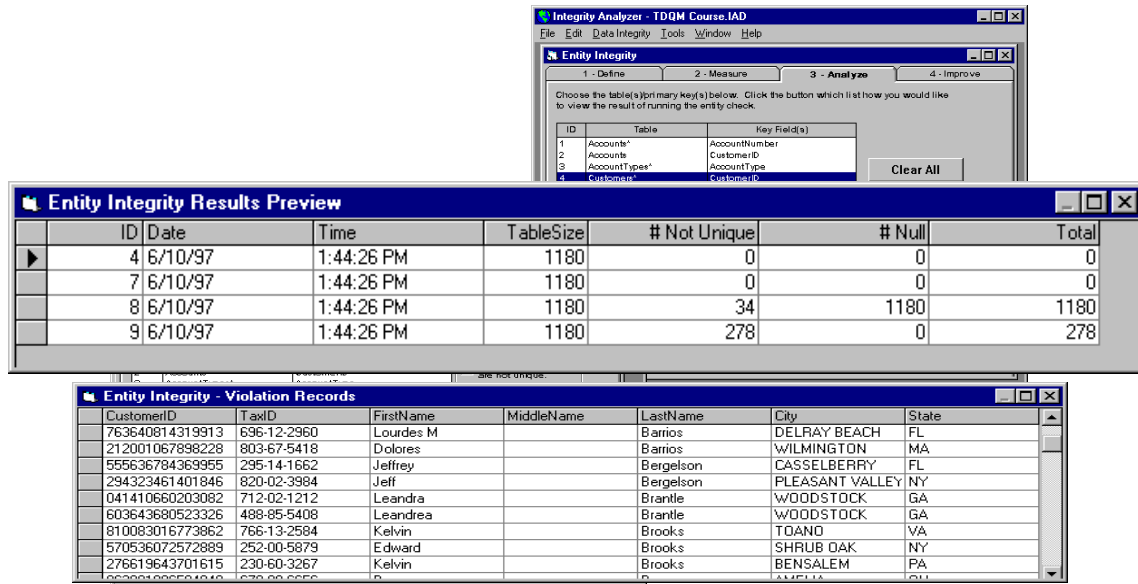 Integrity Analyzer - TDQM Course.IAD
File Edit Data Integrity Tools Window Help
Entity Integrity
1 - Define 2 - Measure 3 - Analyze 4 - Improve
Choose the table(s)/primary key(s) below. Click the button which list how you would like
to view the result of running the entity check.
ID Table Key Field(s)
1 Accounts* AccountNumber
2 Accounts CustomerID
3 AccountTypes* AccountType
4 Customers* CustomerID
Clear All
Entity Integrity Results Preview
ID Date Time TableSize # Not Unique # Null Total
4 6/10/97 1:44:26 PM 1180 0 0 0
7 6/10/97 1:44:26 PM 1180 0 0 0
8 6/10/97 1:44:26 PM 1180 34 1180 1180
9 6/10/97 1:44:26 PM 1180 278 0 278
are not unique.
Entity Integrity - Violation Records
CustomerID TaxID FirstName MiddleName LastName City State
763640814319913 696-12-2960 Lourdes M Barrios DELRAY BEACH FL
212001067898228 803-67-5418 Dolores Barrios WILMINGTON MA
555636784369955 295-14-1662 Jeffrey Bergelson CASSELBERRY FL
294323461401846 820-02-3984 Jeff Bergelson PLEASANT VALLEY NY
041410660203082 712-02-1212 Leandra Brantle WOODSTOCK GA
603643680523326 488-85-5408 Leandrea Brantle WOODSTOCK GA
810083016773862 766-13-2584 Kelvin Brooks TOANO VA
570536072572889 252-00-5879 Edward Brooks SHRUB OAK NY
276619643701615 230-60-3267 Kelvin Brooks BENSALEM PA